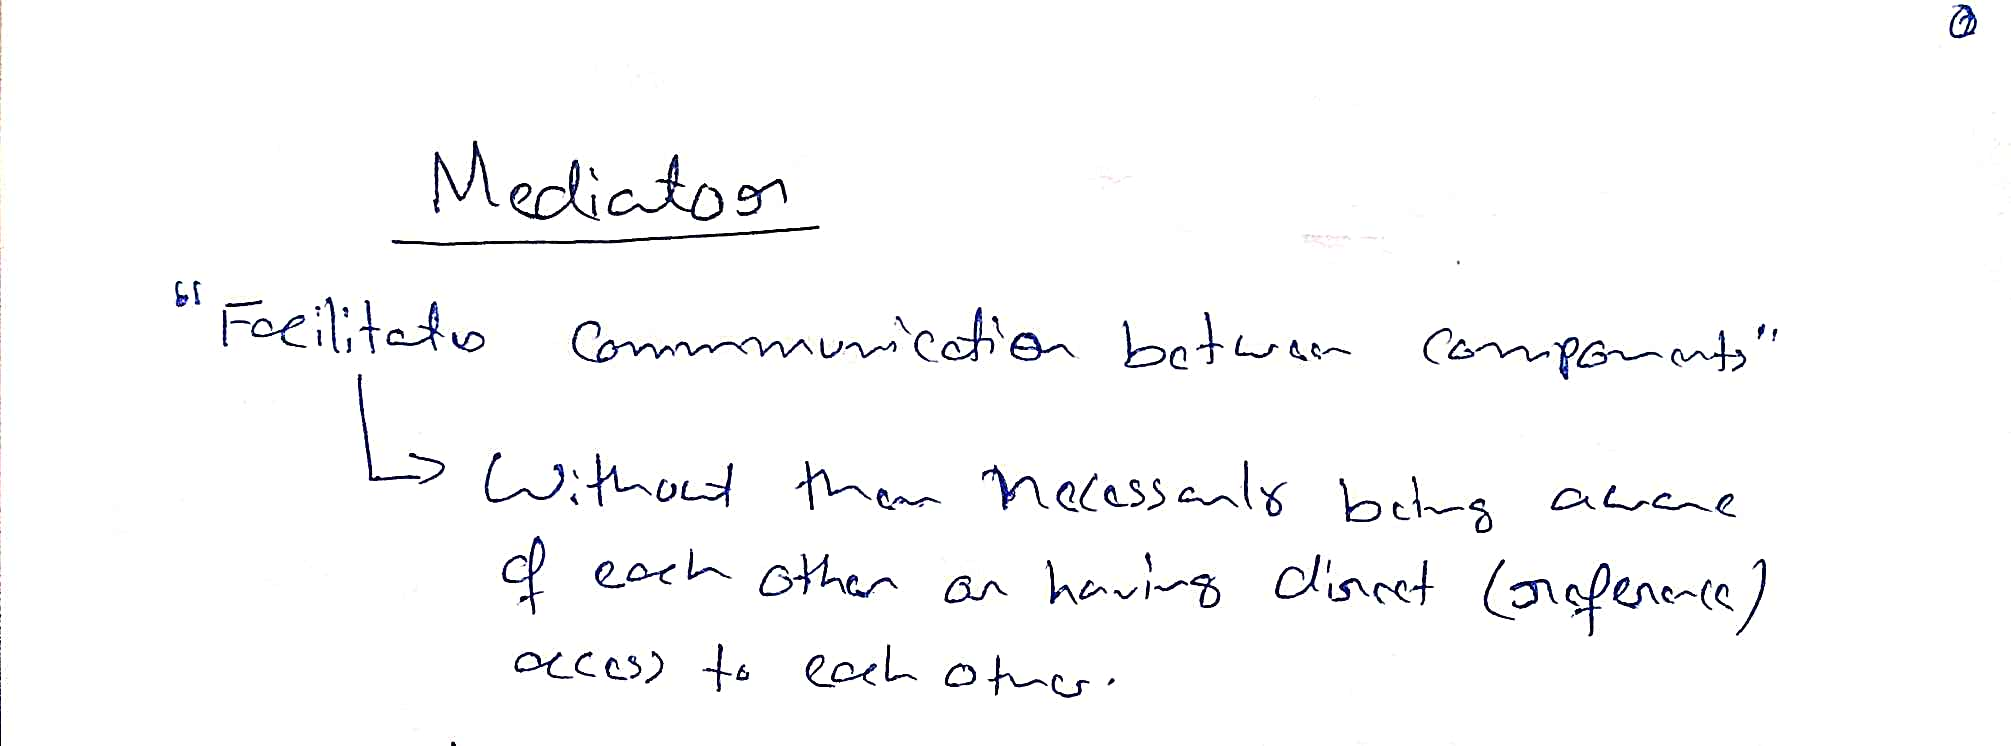 Mediator
"Facilitates Communication between components"
↳ Without them necessarily being aware
of each other or having direct (reference)
access to each other.